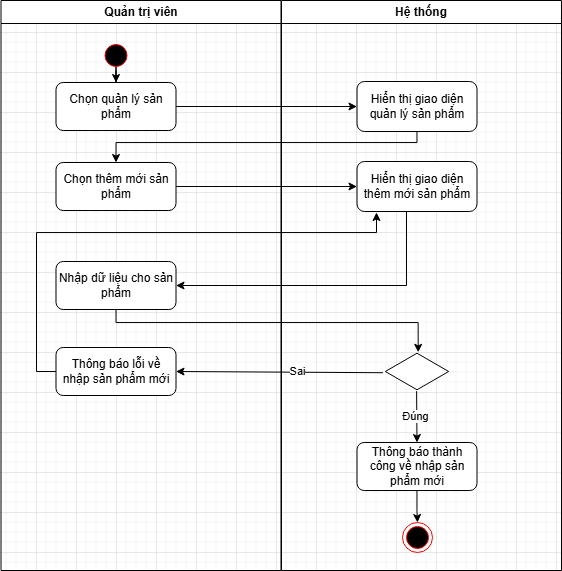 Quản trị viên
Hệ thống
Chọn quản lý sản
phẩm
Hiển thị giao diện
quản lý sản phẩm
Chọn thêm mới sản
phẩm
Hiển thị giao diện
thêm mới sản phẩm
Nhập dữ liệu cho sản
phẩm
Thông báo lỗi về
nhập sản phẩm mới
Sai
Đúng
Thông báo thành
công về nhập sản
phẩm mới